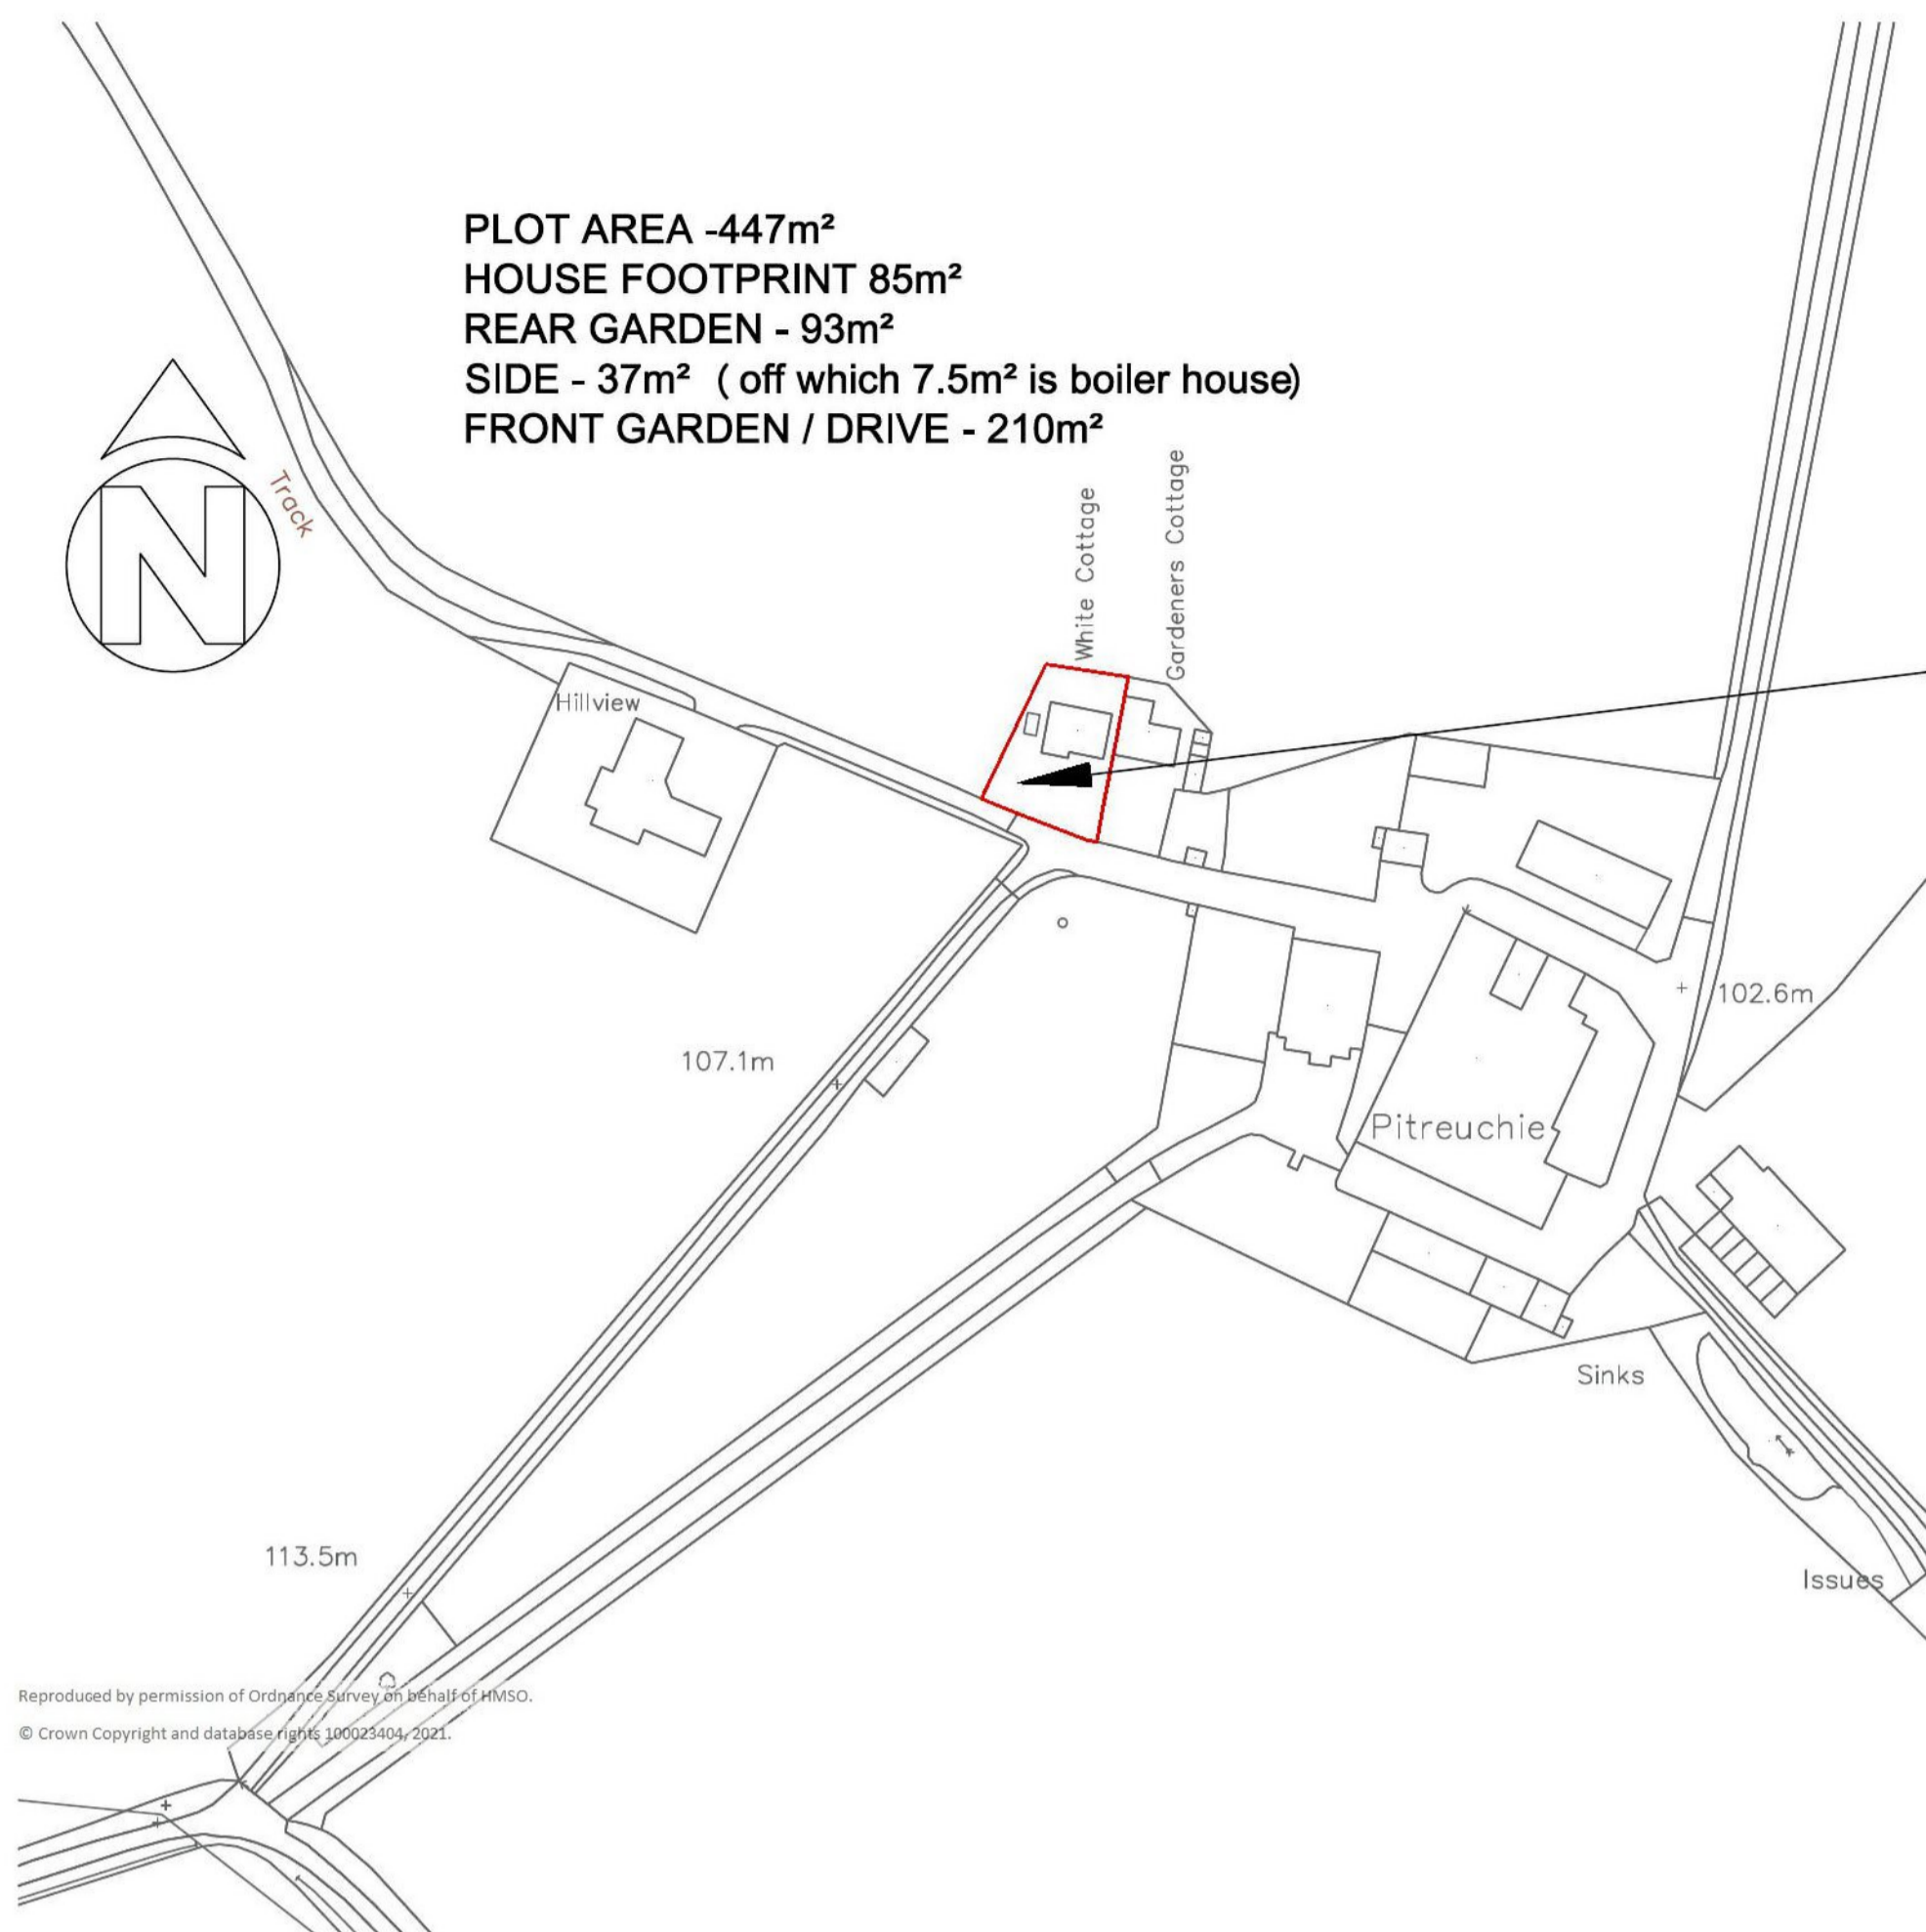 PLOT AREA -447m²
HOUSE FOOTPRINT 85m²
REAR GARDEN - 93m²
SIDE - 37m² ( off which 7.5m² is boiler house)
FRONT GARDEN / DRIVE - 210m²
N
Track
White Cottage
Gardeners Cottage
Hillview
102.6m
107.1m
Pitreuchie
Sinks
113.5m
Issues
Reproduced by permission of Ordnance Survey on behalf of HMSO.
© Crown Copyright and database rights 100023404, 2021.